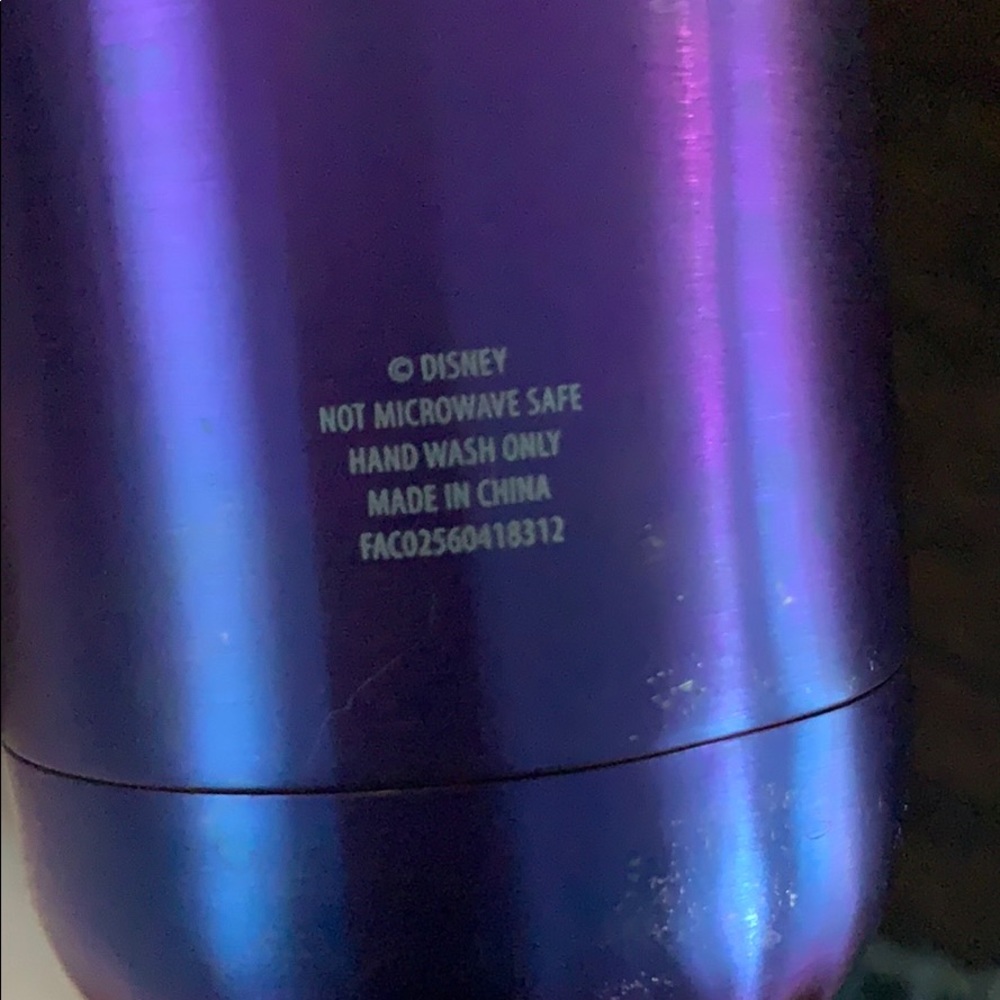 © DISNEY
NOT MICROWAVE SAFE
HAND WASH ONLY
MADE IN CHINA
FAC02560418312